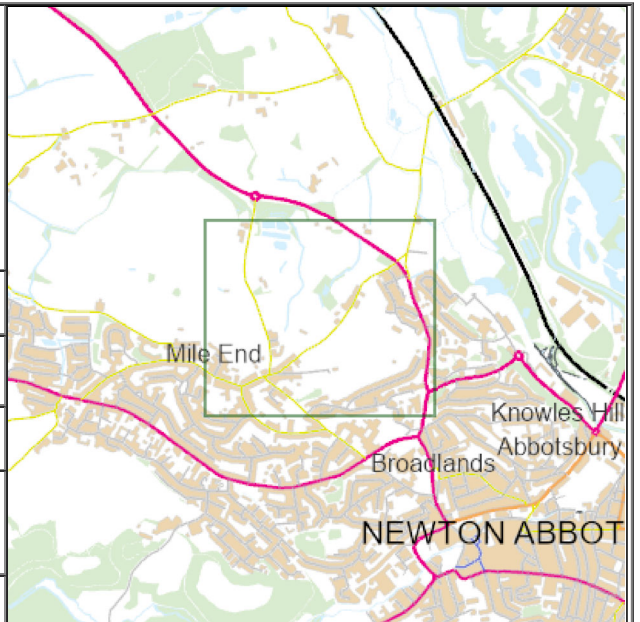 Mile End
Knowles Hill
Abbotsbury
Broadlands
NEWTON ABBOT